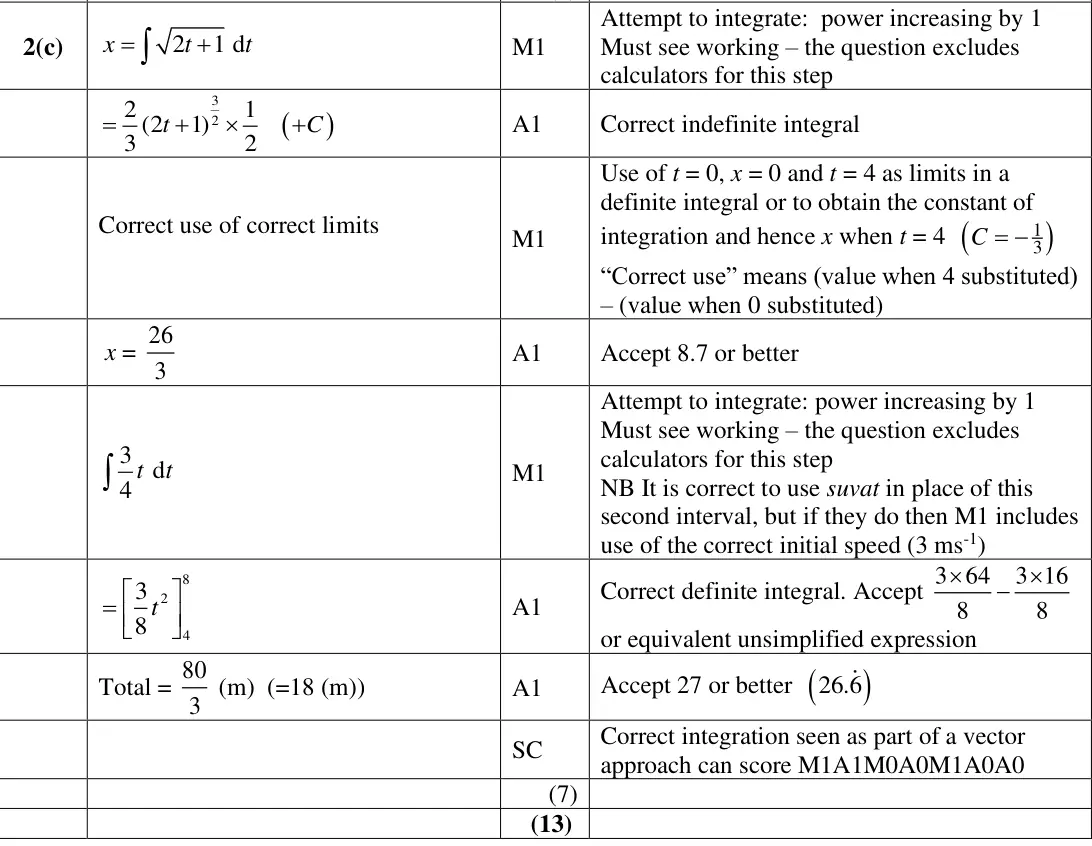 2(c) x = ∫ √(2t + 1) dt M1 Attempt to integrate: power increasing by 1
Must see working – the question excludes
calculators for this step
= 2/3 (2t + 1)^(3/2) × 1/2 (+C) A1 Correct indefinite integral
Correct use of correct limits M1 Use of t = 0, x = 0 and t = 4 as limits in a
definite integral or to obtain the constant of
integration and hence x when t = 4 (C = −1/3)
“Correct use” means (value when 4 substituted)
– (value when 0 substituted)
x = 26/3 A1 Accept 8.7 or better
∫ 3/4 t dt M1 Attempt to integrate: power increasing by 1
Must see working – the question excludes
calculators for this step
NB It is correct to use suvat in place of this
second interval, but if they do then M1 includes
use of the correct initial speed (3 ms⁻¹)
= [3/8 t²]₄⁸ A1 Correct definite integral. Accept 3×64/8 − 3×16/8
or equivalent unsimplified expression
Total = 80/3 (m) (=18 (m)) A1 Accept 27 or better (26.6̇)
SC Correct integration seen as part of a vector
approach can score M1A1M0A0M1A0A0
(7)
(13)